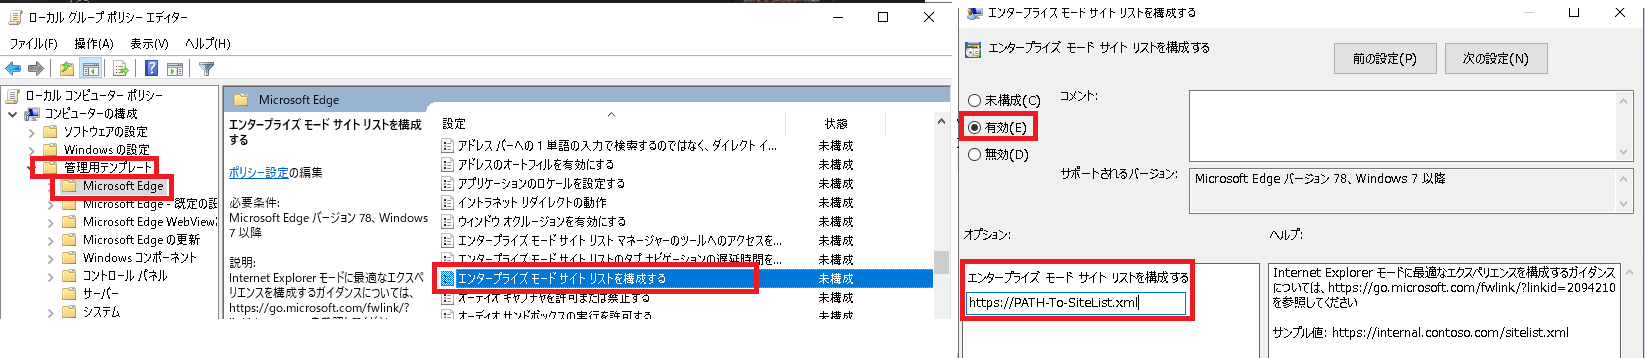 ローカル グループ ポリシー エディター
ファイル(F) 操作(A) 表示(V) ヘルプ(H)
ローカル コンピューター ポリシー
コンピューターの構成
ソフトウェアの設定
Windows の設定
管理用テンプレート
Microsoft Edge
Microsoft Edge - 既定の設
Microsoft Edge WebView
Microsoft Edge の更新
Windows コンポーネント
コントロール パネル
サーバー
システム
Microsoft Edge
エンタープライズ モード サイト リストを構成
する
ポリシー設定の編集
必要条件:
Microsoft Edge バージョン 78、Windows
7 以降
説明:
Internet Explorer モードに最適なエクスペ
リエンスを構成するガイダンスについては、
https://go.microsoft.com/fwlink/?
設定 状態
アドレス バーへの 1 単語の入力で検索するのではなく、ダイレクト イ... 未構成
アドレスのオートフィルを有効にする 未構成
アプリケーションのロケールを設定する 未構成
イントラネット リダイレクトの動作 未構成
ウィンドウ オクルージョンを有効にする 未構成
エンタープライズ モード サイト リスト マネージャーのツールへのアクセスを... 未構成
エンタープライズ モード サイト リストのタブ ナビゲーションの遅延時間を... 未構成
エンタープライズ モード サイト リストを構成する 未構成
オーディオ キャプチャを許可または禁止する 未構成
オーディオ サンドボックスの実行を許可する 未構成
エンタープライズ モード サイト リストを構成する
エンタープライズ モード サイト リストを構成する
前の設定(P) 次の設定(N)
未構成(C) コメント:
有効(E)
無効(D)
サポートされるバージョン: Microsoft Edge バージョン 78、Windows 7 以降
オプション: ヘルプ:
エンタープライズ モード サイト リストを構成する
https://PATH-To-SiteList.xml
Internet Explorer モードに最適なエクスペリエンスを構成するガイダンス
については、https://go.microsoft.com/fwlink/?linkid=2094210
を参照してください
サンプル値: https://internal.contoso.com/sitelist.xml